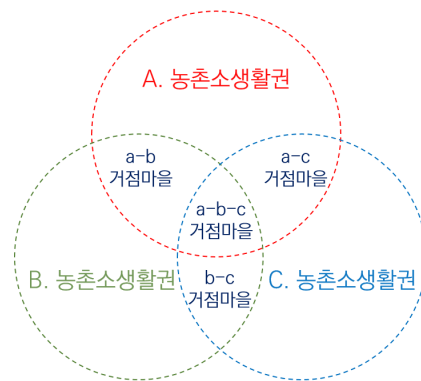 A. 농촌소생활권
a-b
거점마을
a-c
거점마을
a-b-c
거점마을
B. 농촌소생활권
b-c
거점마을
C. 농촌소생활권